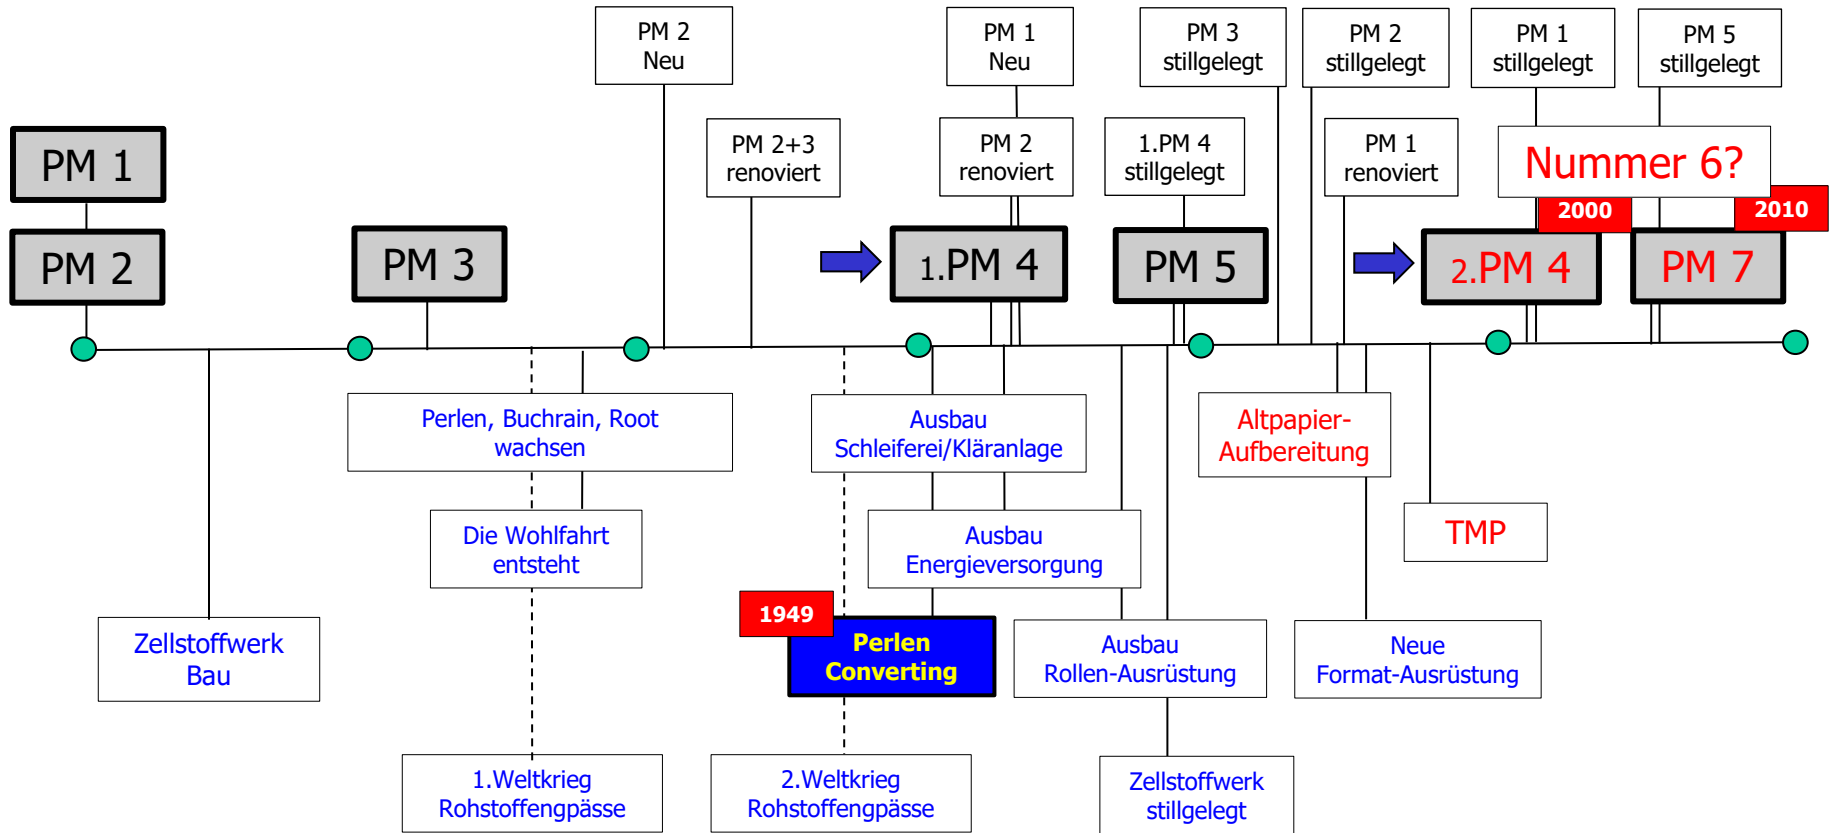 PM 2
Neu
PM 1
Neu
PM 3
stillgelegt
PM 2
stillgelegt
PM 1
stillgelegt
PM 5
stillgelegt
PM 1
PM 2+3
renoviert
PM 2
renoviert
1.PM 4
stillgelegt
PM 1
renoviert
Nummer 6?
2000
2010
PM 2
PM 3
1.PM 4
PM 5
2.PM 4
PM 7
Perlen, Buchrain, Root
wachsen
Ausbau
Schleiferei/Kläranlage
Altpapier-
Aufbereitung
Die Wohlfahrt
entsteht
Ausbau
Energieversorgung
TMP
Zellstoffwerk
Bau
1949
Perlen
Converting
Ausbau
Rollen-Ausrüstung
Neue
Format-Ausrüstung
1.Weltkrieg
Rohstoffengpässe
2.Weltkrieg
Rohstoffengpässe
Zellstoffwerk
stillgelegt